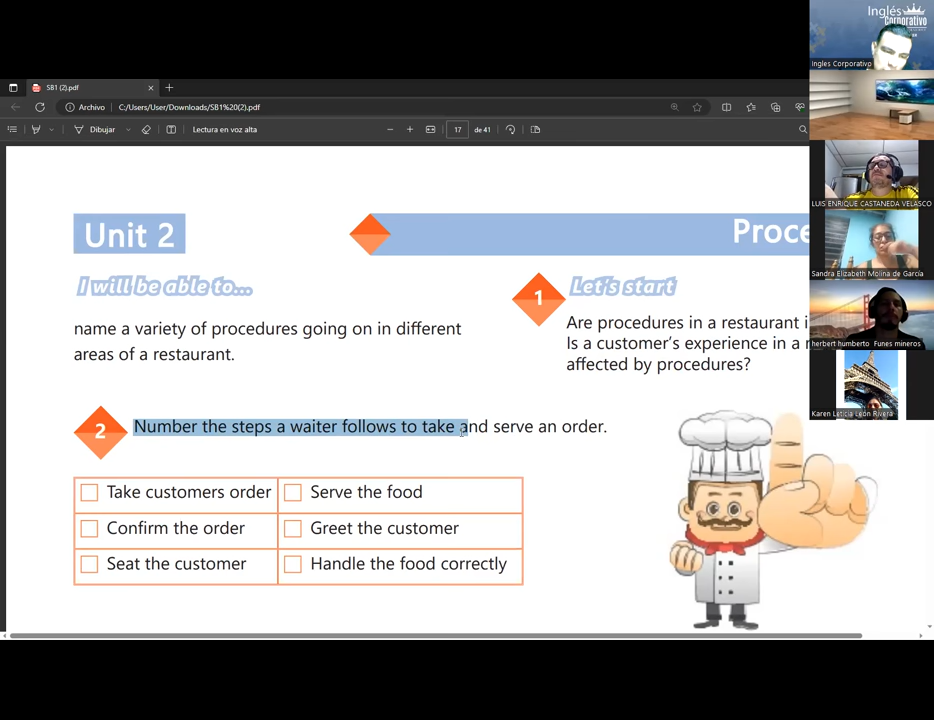 SB1 (2).pdf
Archivo C:/Users/User/Downloads/SB1%20(2).pdf
Dibujar
Lectura en voz alta
17 de 41
Inglés
Corporativo
Ingles Corporativo
LUIS ENRIQUE CASTANEDA VELASCO
Sandra Elizabeth Molina de García
herbert humberto Funes mineros
Karen Leticia León Rivera
Unit 2
Proce
I will be able to...
name a variety of procedures going on in different
areas of a restaurant.
1
Let's start
Are procedures in a restaurant i
Is a customer's experience in a r
affected by procedures?
2
Number the steps a waiter follows to take and serve an order.
Take customers order
Serve the food
Confirm the order
Greet the customer
Seat the customer
Handle the food correctly